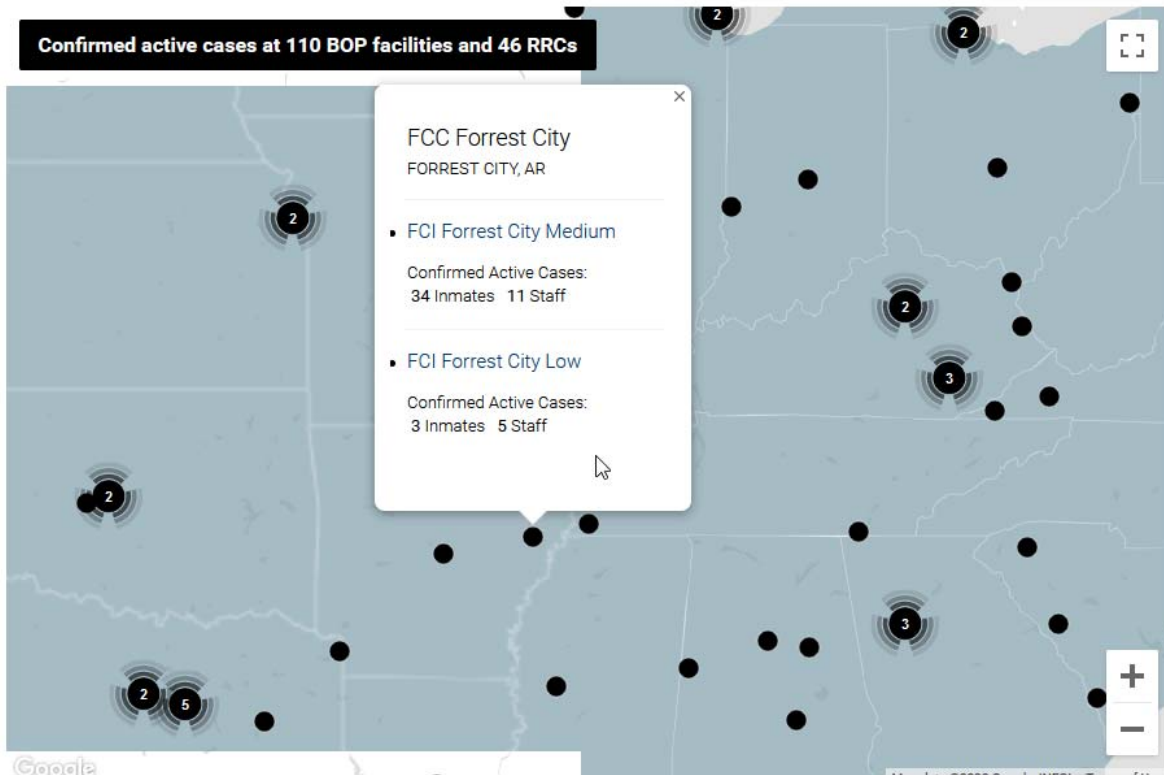 Confirmed active cases at 110 BOP facilities and 46 RRCs
2
2
FCC Forrest City
FORREST CITY, AR
2
FCI Forrest City Medium
Confirmed Active Cases:
34 Inmates 11 Staff
2
FCI Forrest City Low
3
Confirmed Active Cases:
3 Inmates 5 Staff
2
3
2
5
Google